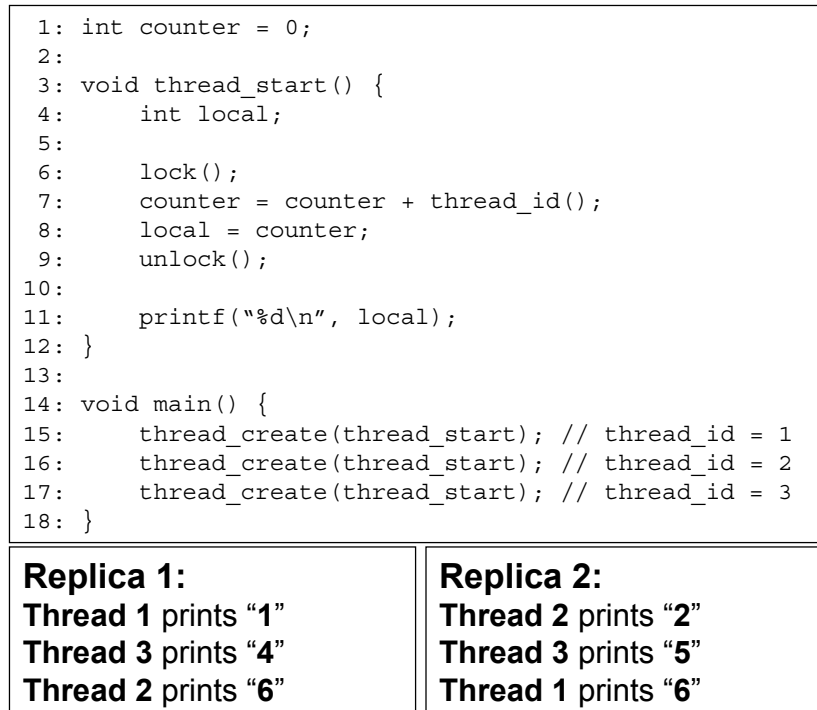 1: int counter = 0;
2:
3: void thread_start() {
4:     int local;
5:
6:     lock();
7:     counter = counter + thread_id();
8:     local = counter;
9:     unlock();
10:
11:     printf(“%d\n”, local);
12: }
13:
14: void main() {
15:     thread_create(thread_start); // thread_id = 1
16:     thread_create(thread_start); // thread_id = 2
17:     thread_create(thread_start); // thread_id = 3
18: }
Replica 1:
Thread 1 prints “1”
Thread 3 prints “4”
Thread 2 prints “6”
Replica 2:
Thread 2 prints “2”
Thread 3 prints “5”
Thread 1 prints “6”